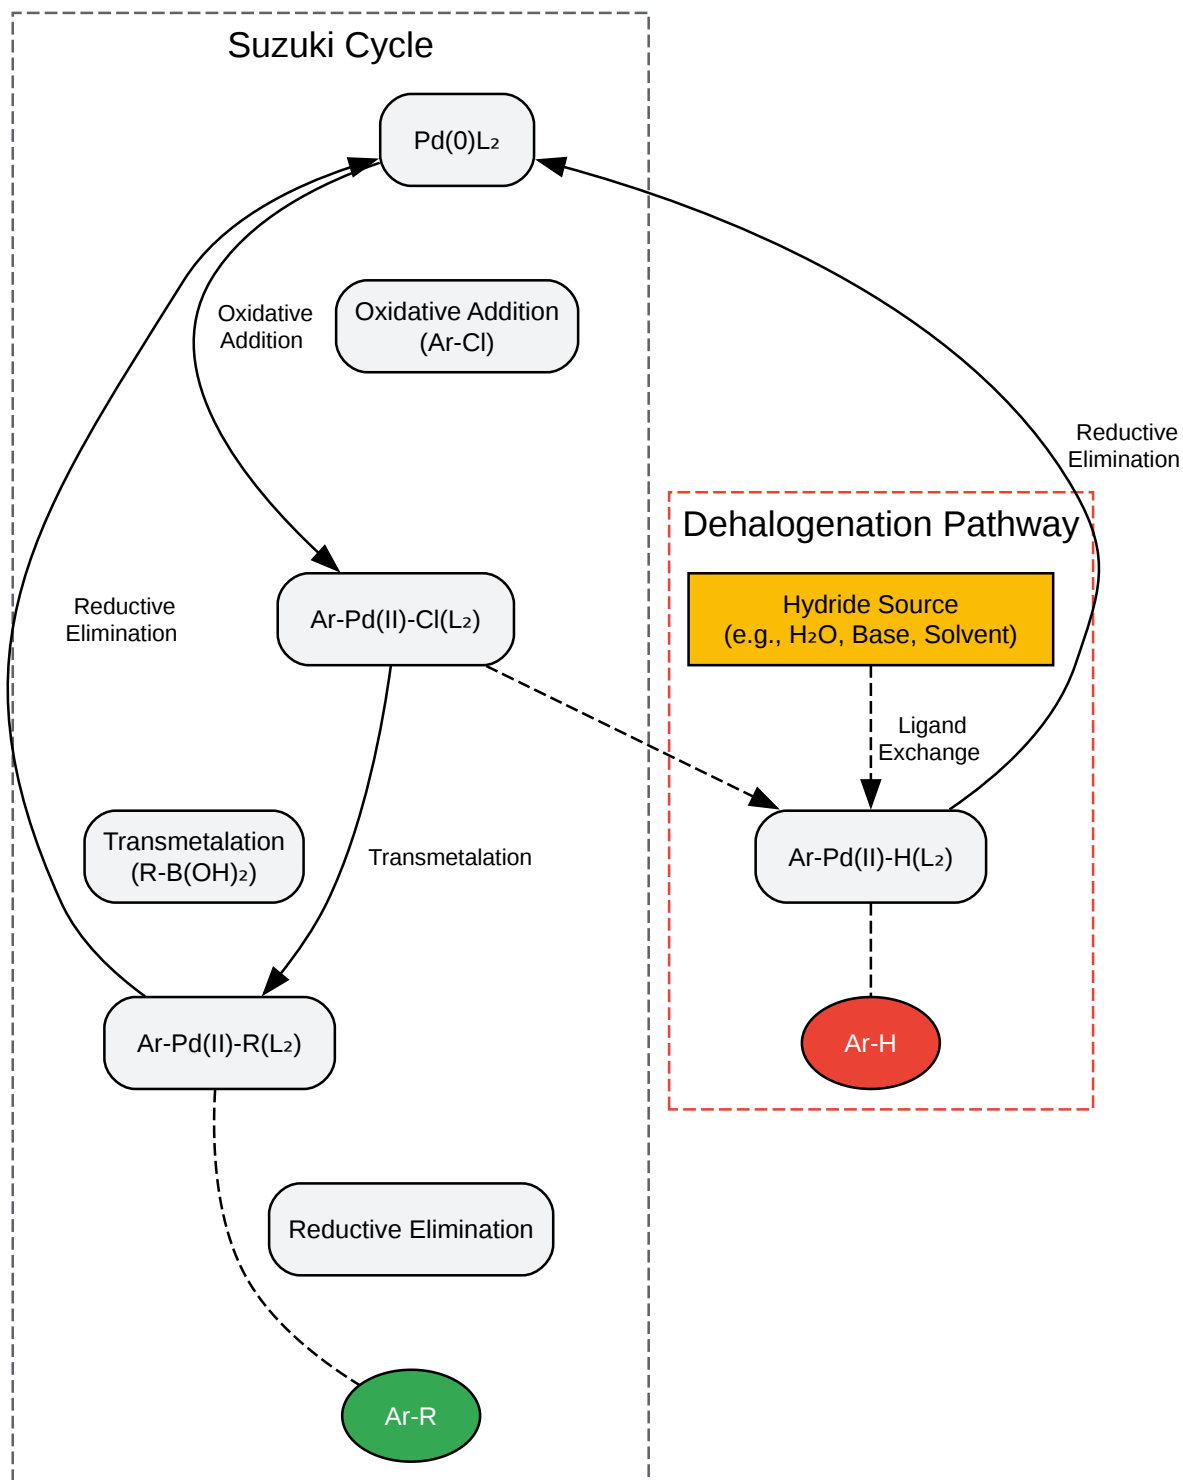 Suzuki Cycle
Pd(0)L₂
Oxidative
Addition
Oxidative Addition
(Ar-Cl)
Reductive
Elimination
Dehalogenation Pathway
Hydride Source
(e.g., H₂O, Base, Solvent)
Ar-Pd(II)-Cl(L₂)
Reductive
Elimination
Ligand
Exchange
Transmetalation
(R-B(OH)₂)
Transmetalation
Ar-Pd(II)-H(L₂)
Ar-Pd(II)-R(L₂)
Ar-H
Reductive Elimination
Ar-R